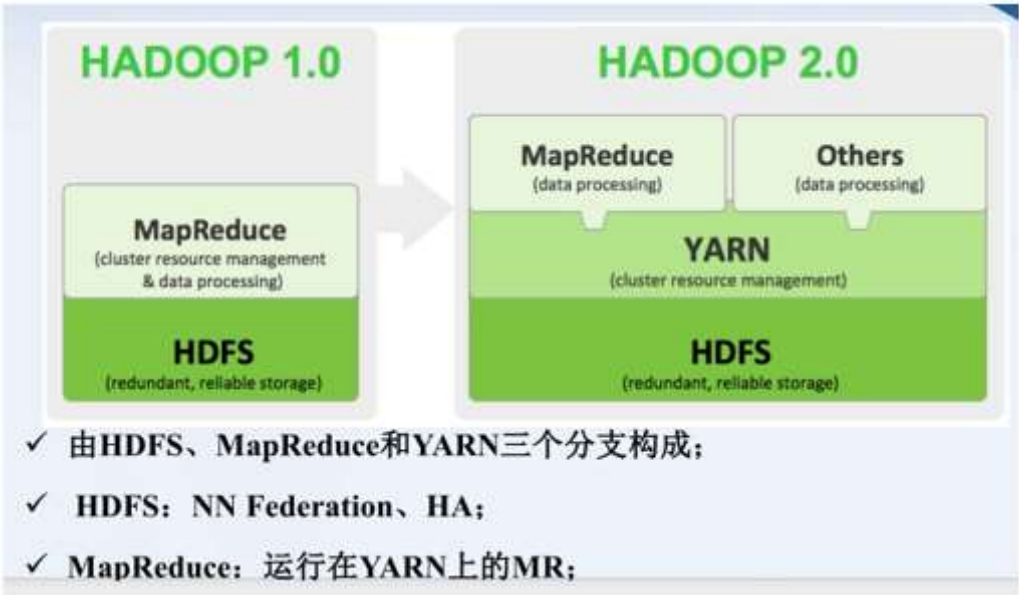 HADOOP 1.0
MapReduce
(cluster resource management
& data processing)
HDFS
(redundant, reliable storage)
HADOOP 2.0
MapReduce
(data processing)
Others
(data processing)
YARN
(cluster resource management)
HDFS
(redundant, reliable storage)
✓ 由HDFS、MapReduce和YARN三个分支构成；
✓ HDFS：NN Federation、HA；
✓ MapReduce：运行在YARN上的MR；